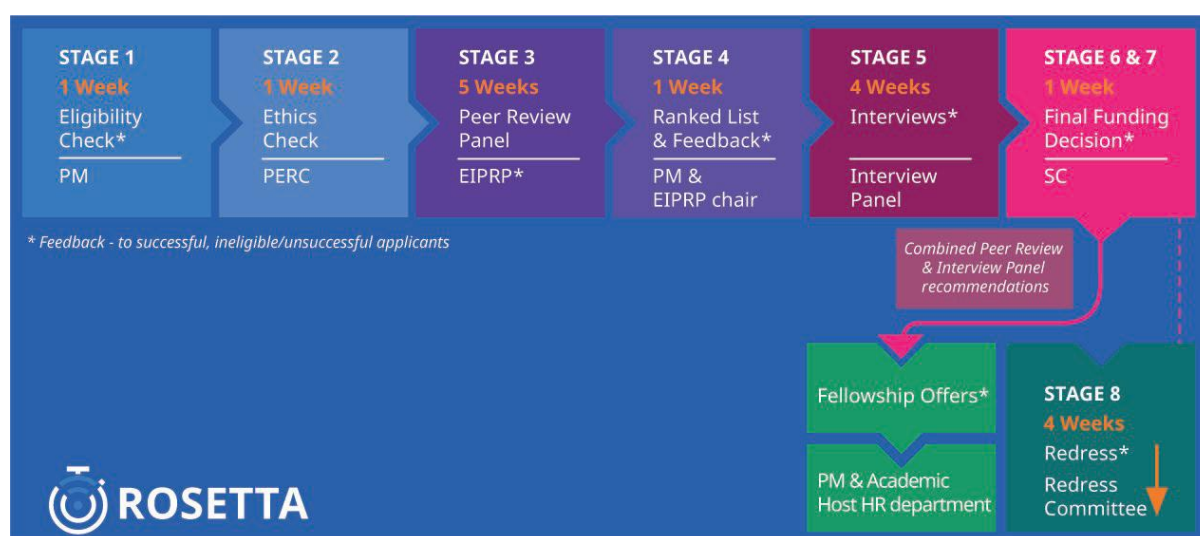 STAGE 1
1 Week
Eligibility
Check*
PM
STAGE 2
1 Week
Ethics
Check
PERC
STAGE 3
5 Weeks
Peer Review
Panel
EIPRP*
STAGE 4
1 Week
Ranked List
& Feedback*
PM &
EIPRP chair
STAGE 5
4 Weeks
Interviews*
Interview
Panel
STAGE 6 & 7
1 Week
Final Funding
Decision*
SC
* Feedback - to successful, ineligible/unsuccessful applicants
Combined Peer Review
& Interview Panel
recommendations
Fellowship Offers*
PM & Academic
Host HR department
STAGE 8
4 Weeks
Redress*
Redress
Committee
ROSETTA